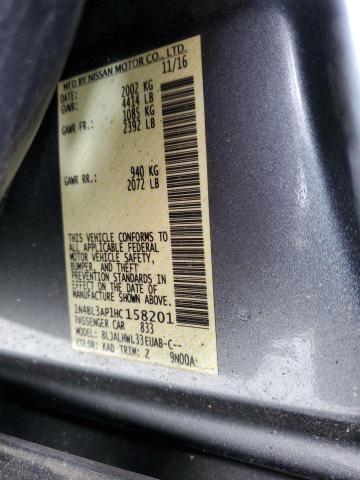 MFD BY NISSAN MOTOR CO., LTD.
DATE: 11/16
GVWR: 2002 KG
4414 LB
GAWR FR.: 1085 KG
2392 LB
GAWR RR.: 940 KG
2072 LB
THIS VEHICLE CONFORMS TO
ALL APPLICABLE FEDERAL
MOTOR VEHICLE SAFETY,
BUMPER, AND THEFT
PREVENTION STANDARDS IN
EFFECT ON THE DATE OF
MANUFACTURE SHOWN ABOVE.
1N4BL3AP1HC158201
PASSENGER CAR 833
MODEL: BL3ALHWL33EUAB-C--
COLOR: KAD TRIM: Z 9N00A